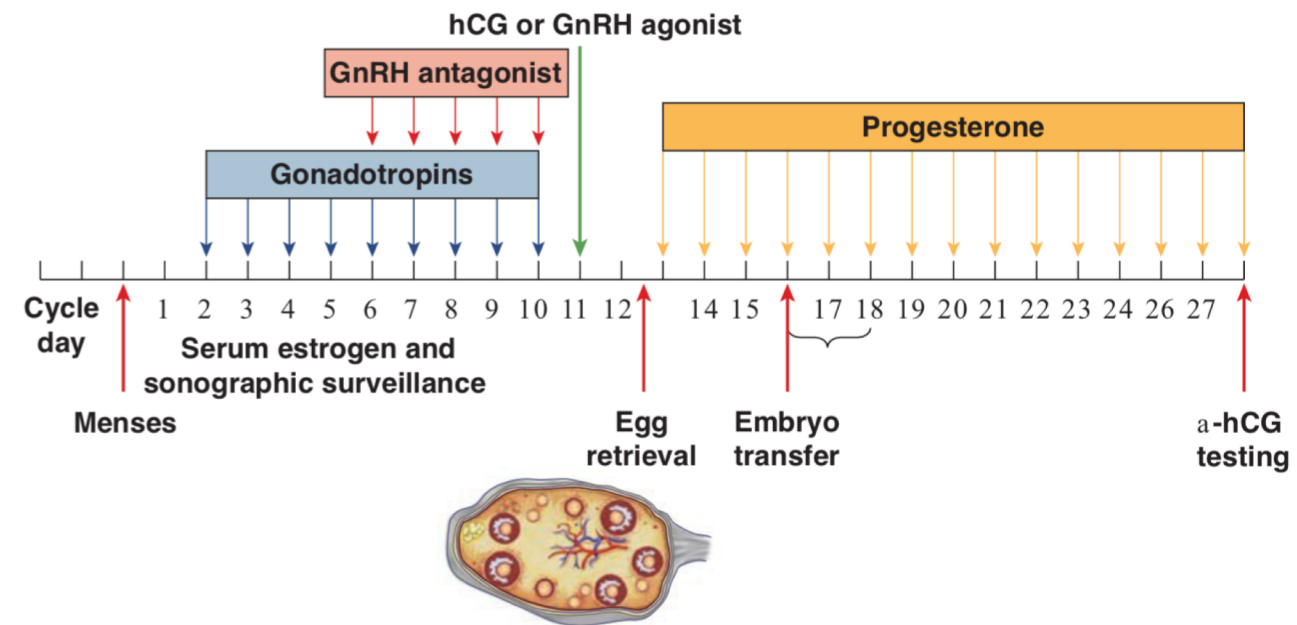 hCG or GnRH agonist
GnRH antagonist
Progesterone
Gonadotropins
Cycle
day
1 2 3 4 5 6 7 8 9 10 11 12 14 15 17 18 19 20 21 22 23 24 26 27
Serum estrogen and
sonographic surveillance
Menses
Egg
retrieval
Embryo
transfer
a-hCG
testing